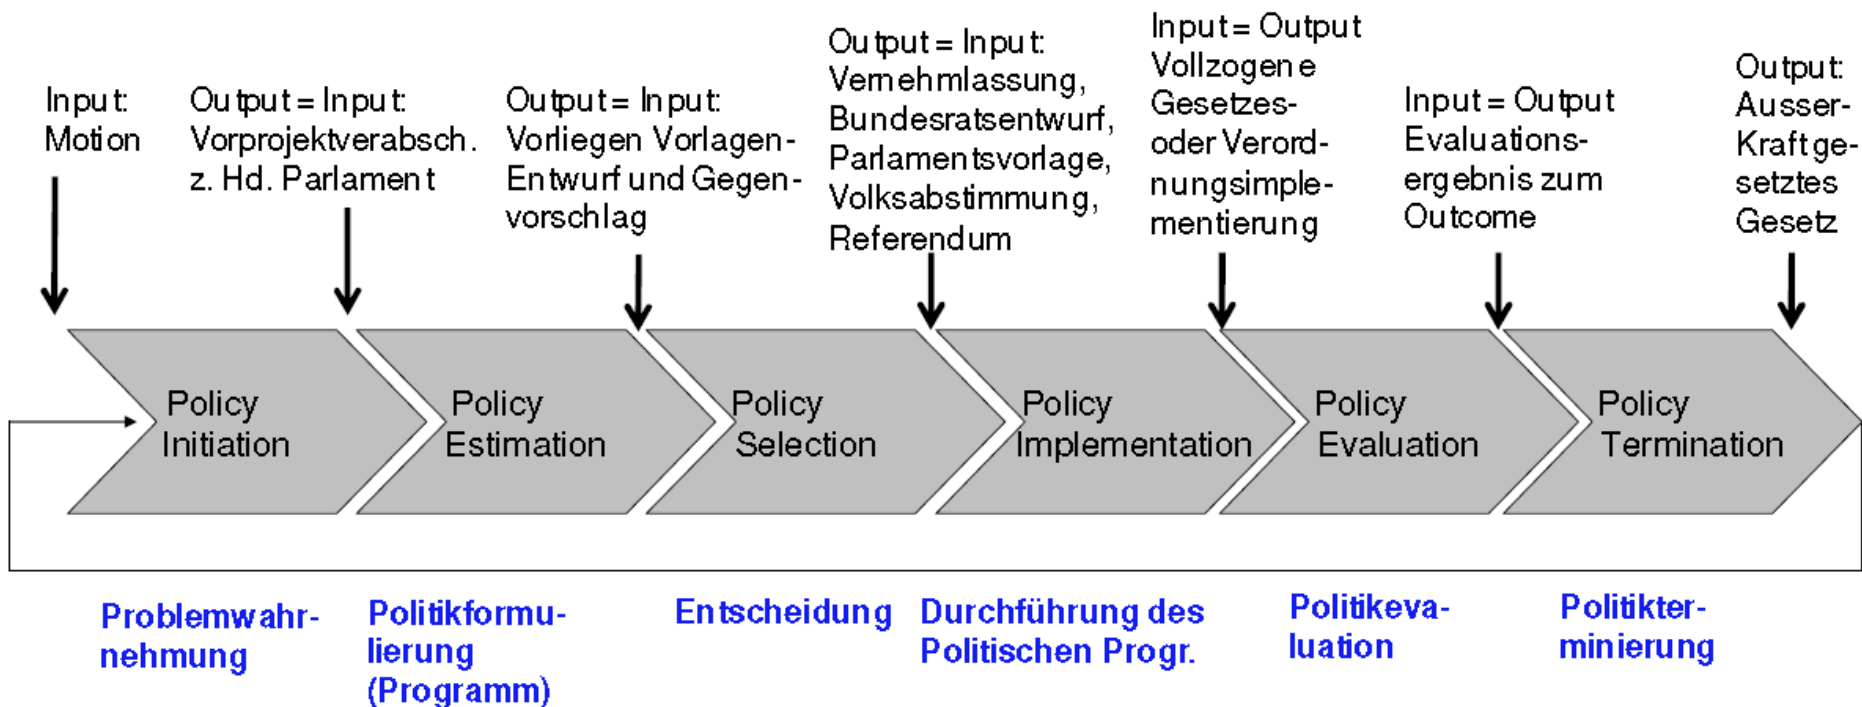 Input:
Motion
Output = Input:
Vorprojektverabsch.
z. Hd. Parlament
Output = Input:
Vorliegen Vorlagen-
Entwurf und Gegen-
vorschlag
Output = Input:
Vernehmlassung,
Bundesratsentwurf,
Parlamentsvorlage,
Volksabstimmung,
Referendum
Input = Output
Vollzogene
Gesetzes-
oder Verord-
nungsimple-
mentierung
Input = Output
Evaluations-
ergebnis zum
Outcome
Output:
Ausser-
Kraft ge-
setztes
Gesetz
Policy
Initiation
Policy
Estimation
Policy
Selection
Policy
Implementation
Policy
Evaluation
Policy
Termination
Problemwahr-
nehmung
Politikformu-
lierung
(Programm)
Entscheidung
Durchführung des
Politischen Progr.
Politikeva-
luation
Politikter-
minierung